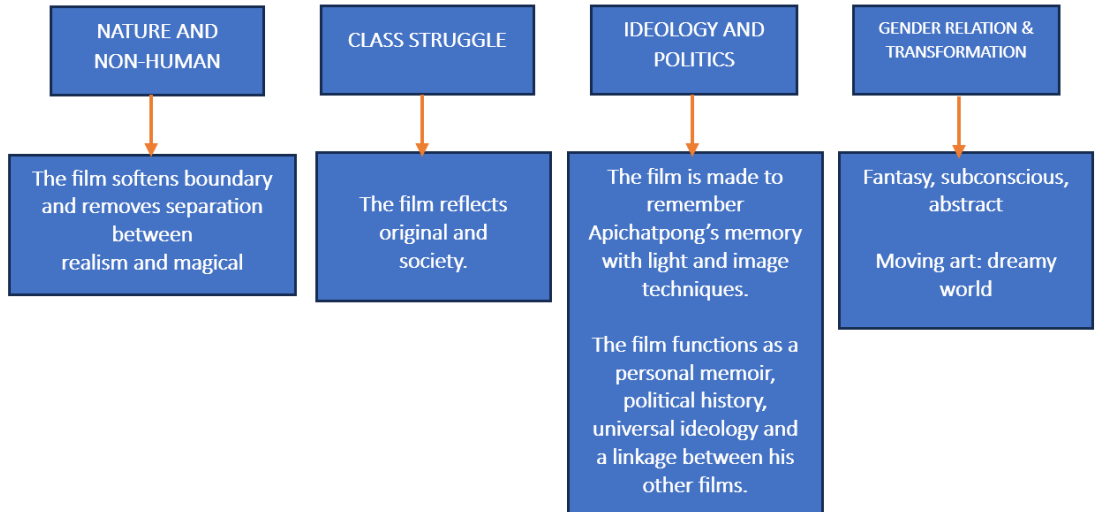 NATURE AND
NON-HUMAN
The film softens boundary
and removes separation
between
realism and magical
CLASS STRUGGLE
The film reflects
original and
society.
IDEOLOGY AND
POLITICS
The film is made to
remember
Apichatpong's memory
with light and image
techniques.
The film functions as a
personal memoir,
political history,
universal ideology and
a linkage between his
other films.
GENDER RELATION &
TRANSFORMATION
Fantasy, subconscious,
abstract
Moving art: dreamy
world